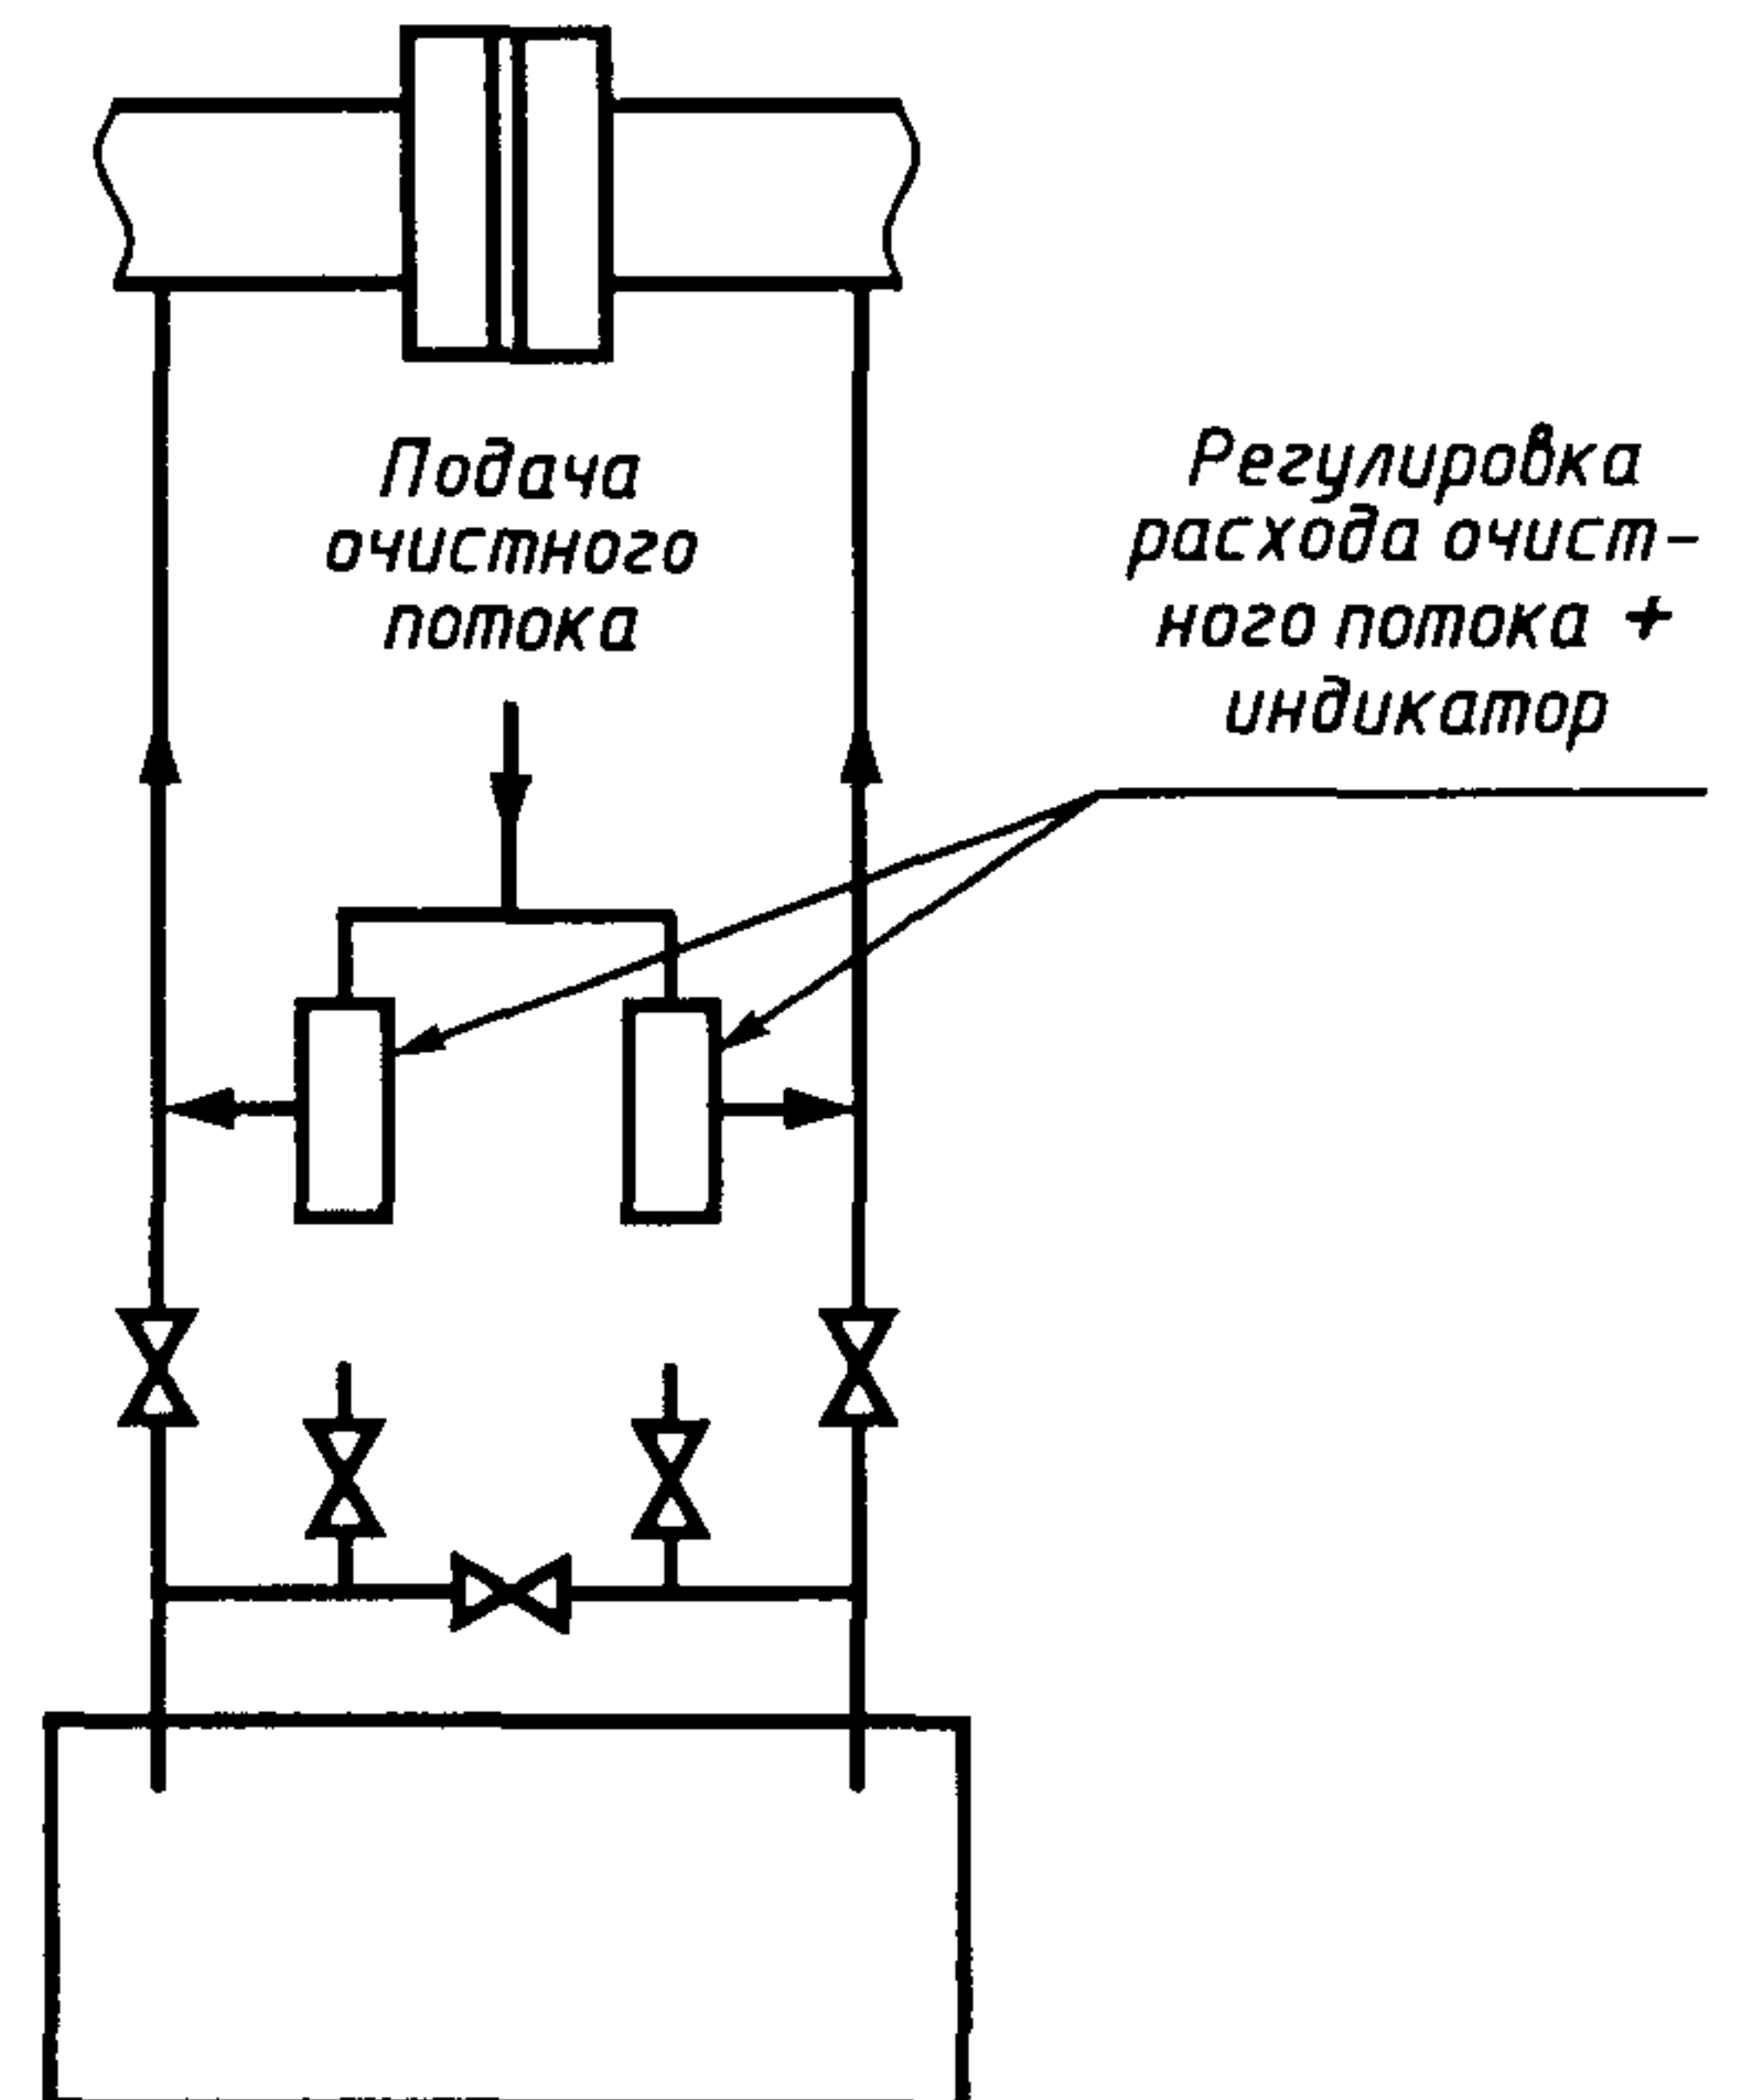 Подача
очистного
потока
Регулировка
расхода очист-
ного потока +
индикатор